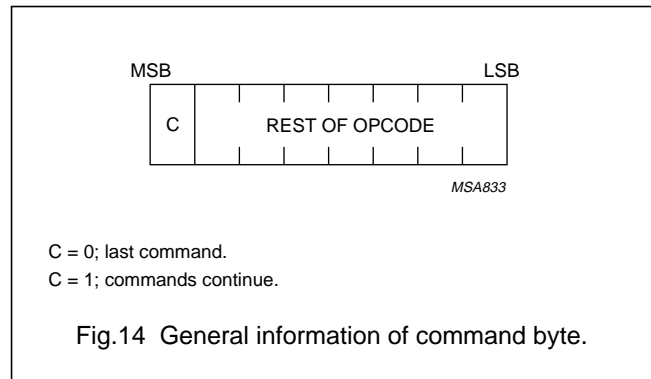 MSB LSB
C REST OF OPCODE
MSA833
C = 0; last command.
C = 1; commands continue.
Fig.14 General information of command byte.